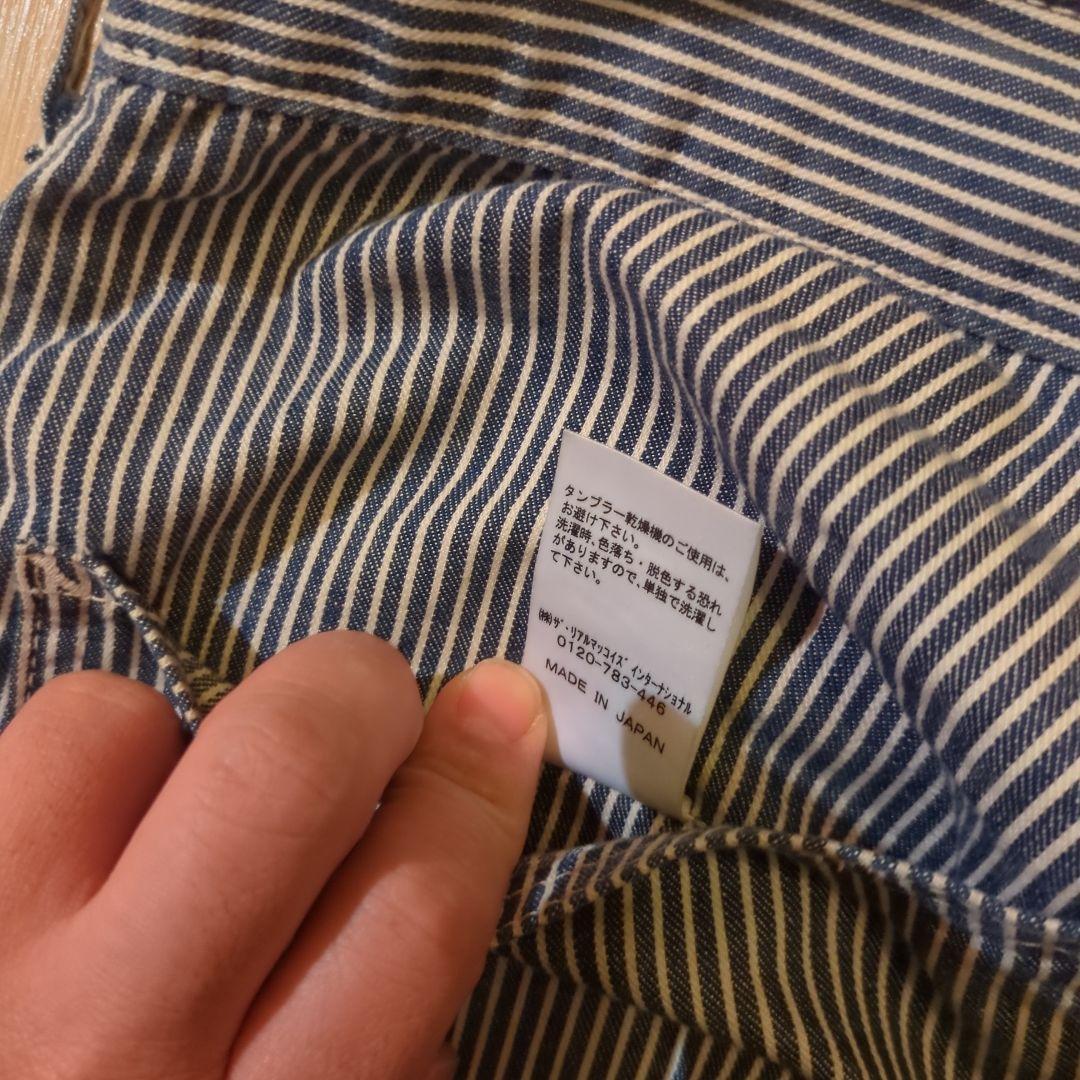 タンブラー乾燥機のご使用は、
お避け下さい。
洗濯時、色落ち・脱色する恐れ
がありますので、単独で洗濯し
て下さい。
㈱ｻﾞ･ﾘｱﾙﾏｯｺｲｽﾞ ｲﾝﾀｰﾅｼｮﾅﾙ
0120-783-446
MADE IN JAPAN